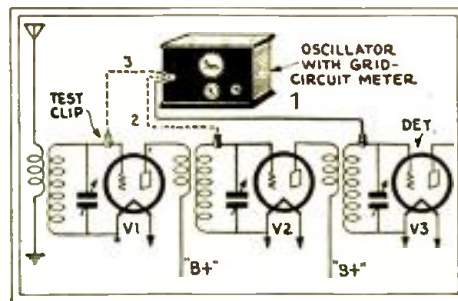 OSCILLATOR
WITH GRID-
CIRCUIT METER
1
3
2
TEST
CLIP
DET.
V1
V2
V3
"B+"
"B+"